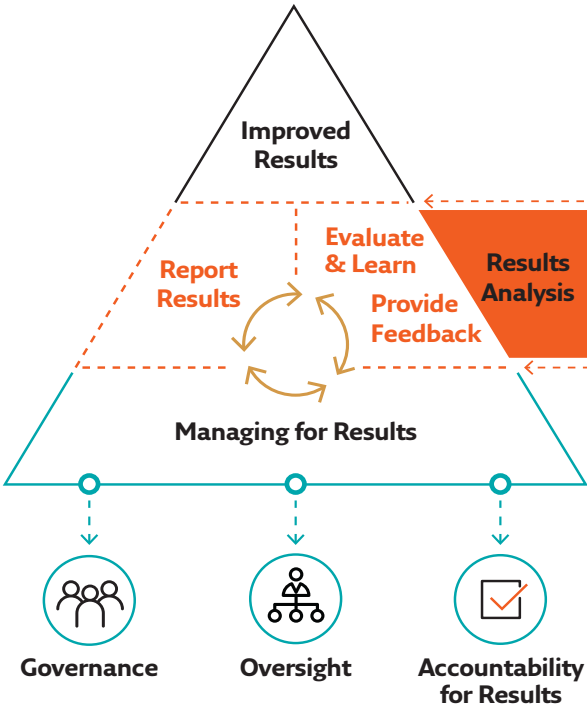 Improved
Results
Report
Results
Evaluate
& Learn
Provide
Feedback
Results
Analysis
Managing for Results
Governance
Oversight
Accountability
for Results